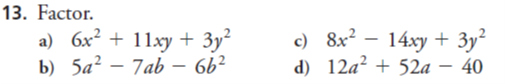 13. Factor.
a) 6x² + 11xy + 3y² c) 8x² − 14xy + 3y²
b) 5a² − 7ab − 6b² d) 12a² + 52a − 40